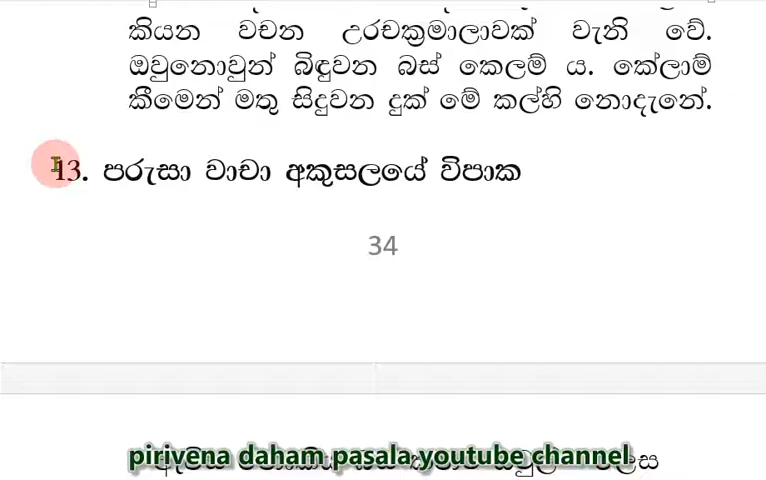 කියන වචන උරචක්‍රමාලාවක් වැනි වේ.
ඔවුනොවුන් බිඳුවන බස් කෙලම් ය. කේලාම්
කීමෙන් මතු සිදුවන දුක් මේ කල්හි නොදැනේ.
13. පරුසා වාචා අකුසලයේ විපාක
34
pirivena daham pasala youtube channel